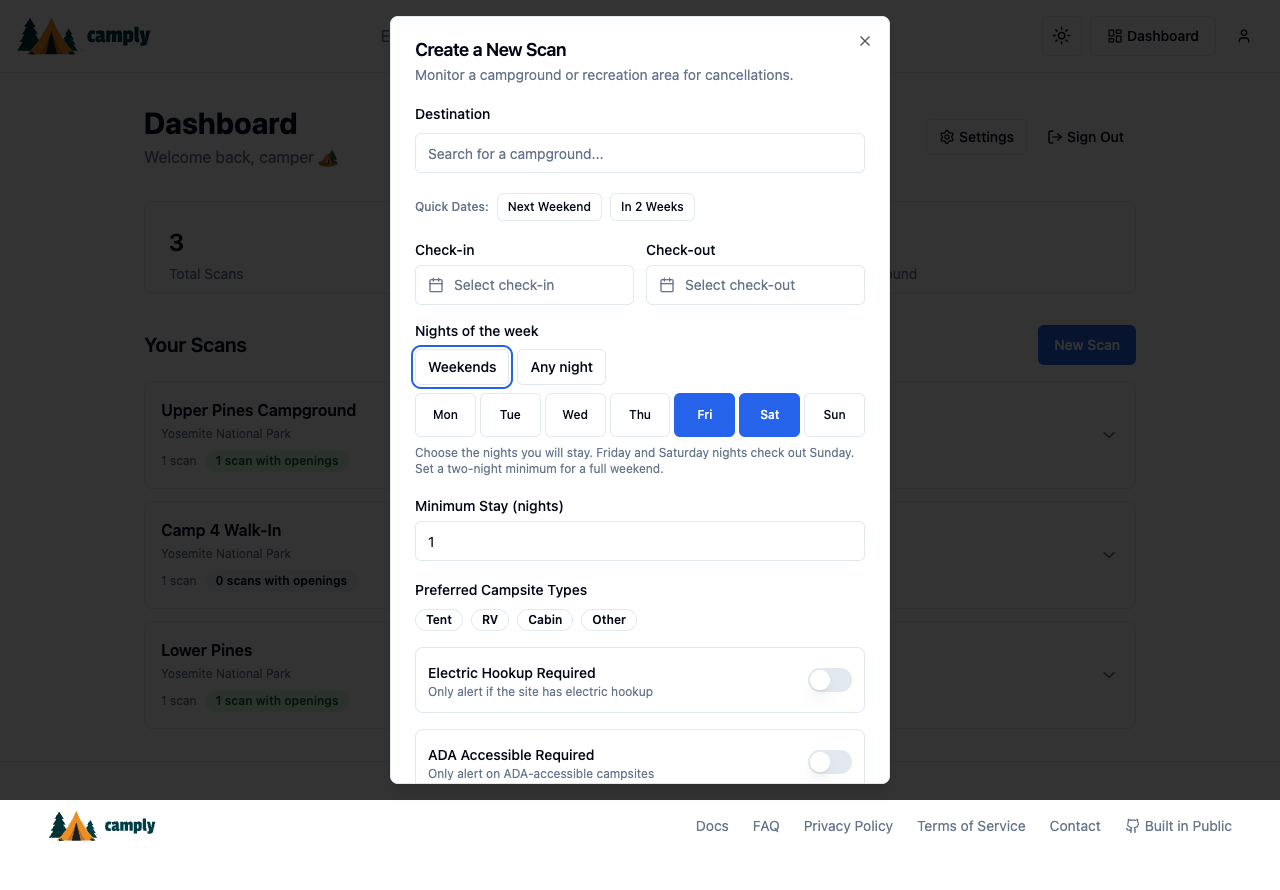 camply
Dashboard
Create a New Scan
Monitor a campground or recreation area for cancellations.
Destination
Search for a campground...
Quick Dates:
Next Weekend
In 2 Weeks
Check-in
Check-out
Select check-in
Select check-out
Nights of the week
Weekends
Any night
Mon
Tue
Wed
Thu
Fri
Sat
Sun
Choose the nights you will stay. Friday and Saturday nights check out Sunday.
Set a two-night minimum for a full weekend.
Minimum Stay (nights)
1
Preferred Campsite Types
Tent
RV
Cabin
Other
Electric Hookup Required
Only alert if the site has electric hookup
ADA Accessible Required
Only alert on ADA-accessible campsites
Dashboard
Welcome back, camper
Settings
Sign Out
3
Total Scans
Your Scans
New Scan
Upper Pines Campground
Yosemite National Park
1 scan
1 scan with openings
Camp 4 Walk-In
Yosemite National Park
1 scan
0 scans with openings
Lower Pines
Yosemite National Park
1 scan
1 scan with openings
camply
Docs
FAQ
Privacy Policy
Terms of Service
Contact
Built in Public